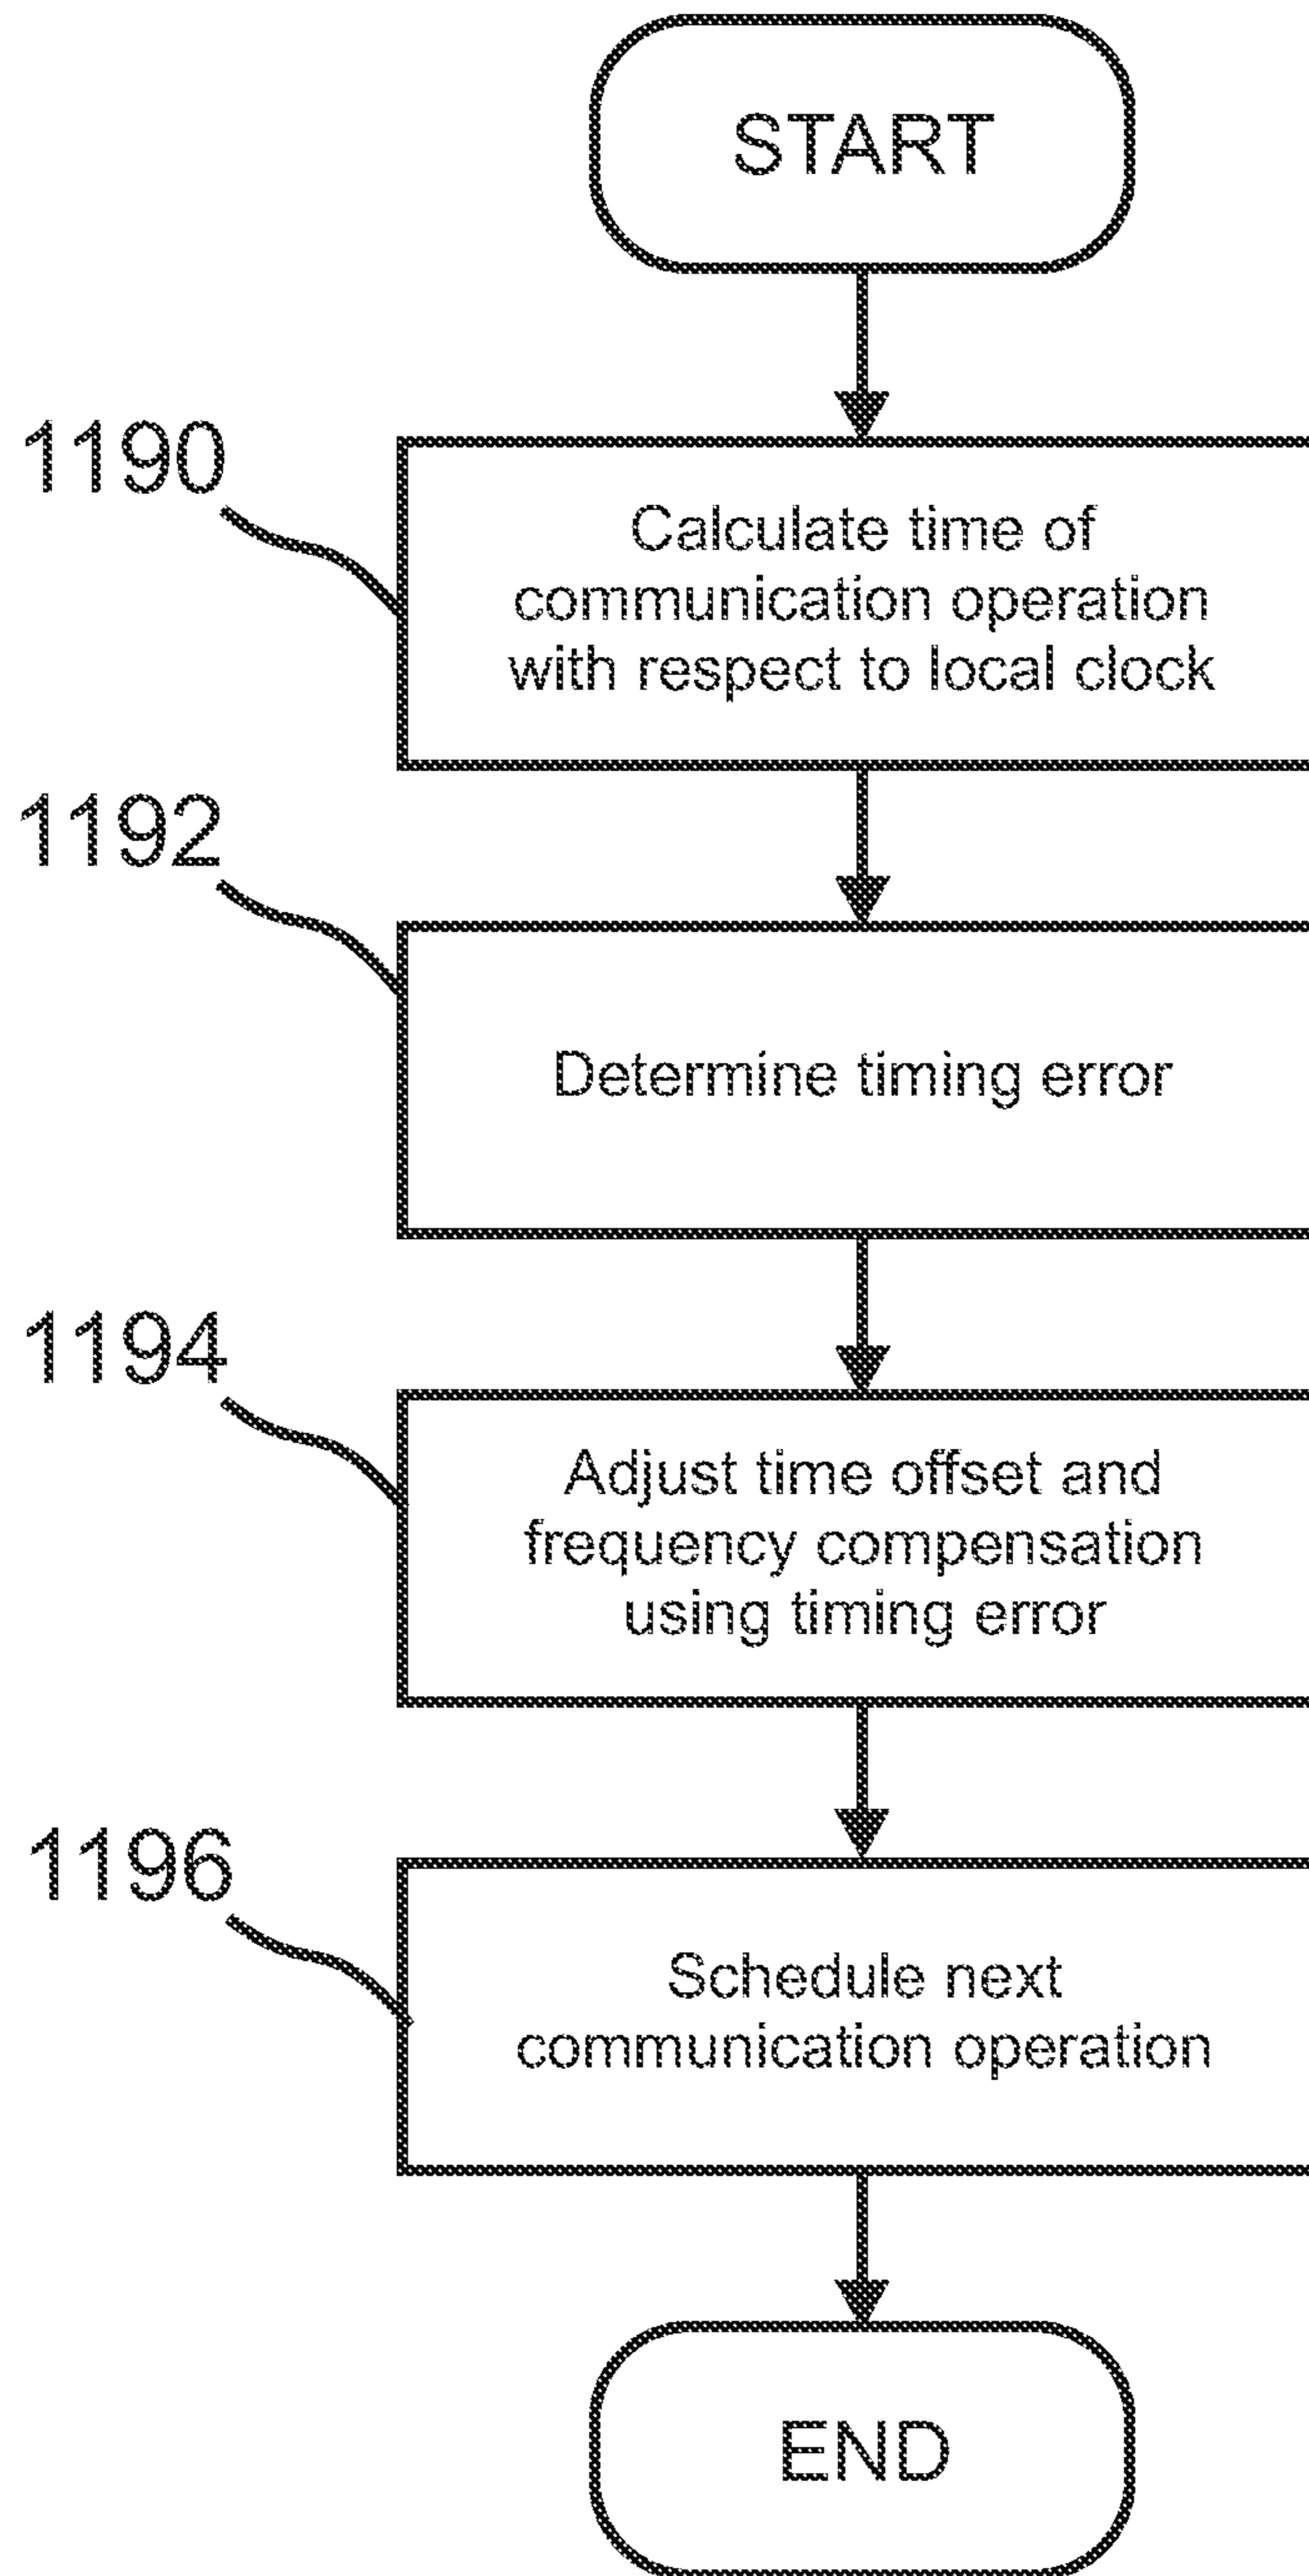 START
1190
Calculate time of
communication operation
with respect to local clock
1192
Determine timing error
1194
Adjust time offset and
frequency compensation
using timing error
1196
Schedule next
communication operation
END